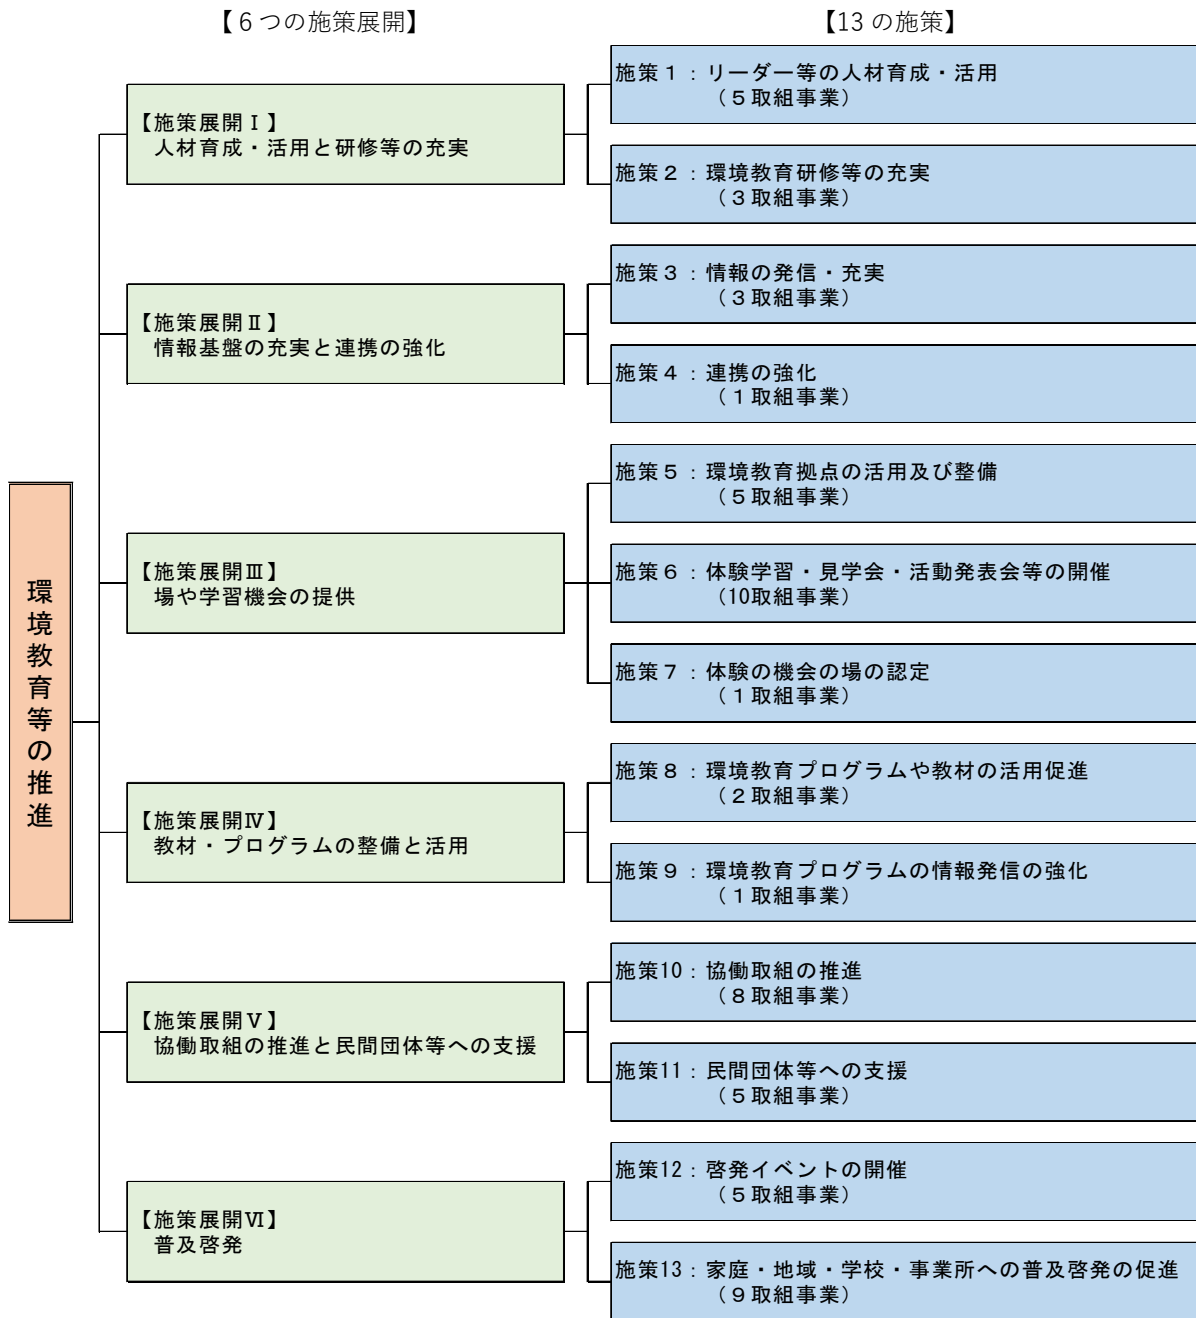 【６つの施策展開】
【13の施策】
環境教育等の推進
【施策展開Ⅰ】
人材育成・活用と研修等の充実
施策１：リーダー等の人材育成・活用
（５取組事業）
施策２：環境教育研修等の充実
（３取組事業）
【施策展開Ⅱ】
情報基盤の充実と連携の強化
施策３：情報の発信・充実
（３取組事業）
施策４：連携の強化
（１取組事業）
【施策展開Ⅲ】
場や学習機会の提供
施策５：環境教育拠点の活用及び整備
（５取組事業）
施策６：体験学習・見学会・活動発表会等の開催
（10取組事業）
施策７：体験の機会の場の認定
（１取組事業）
【施策展開Ⅳ】
教材・プログラムの整備と活用
施策８：環境教育プログラムや教材の活用促進
（２取組事業）
施策９：環境教育プログラムの情報発信の強化
（１取組事業）
【施策展開Ⅴ】
協働取組の推進と民間団体等への支援
施策10：協働取組の推進
（８取組事業）
施策11：民間団体等への支援
（５取組事業）
【施策展開Ⅵ】
普及啓発
施策12：啓発イベントの開催
（５取組事業）
施策13：家庭・地域・学校・事業所への普及啓発の促進
（９取組事業）